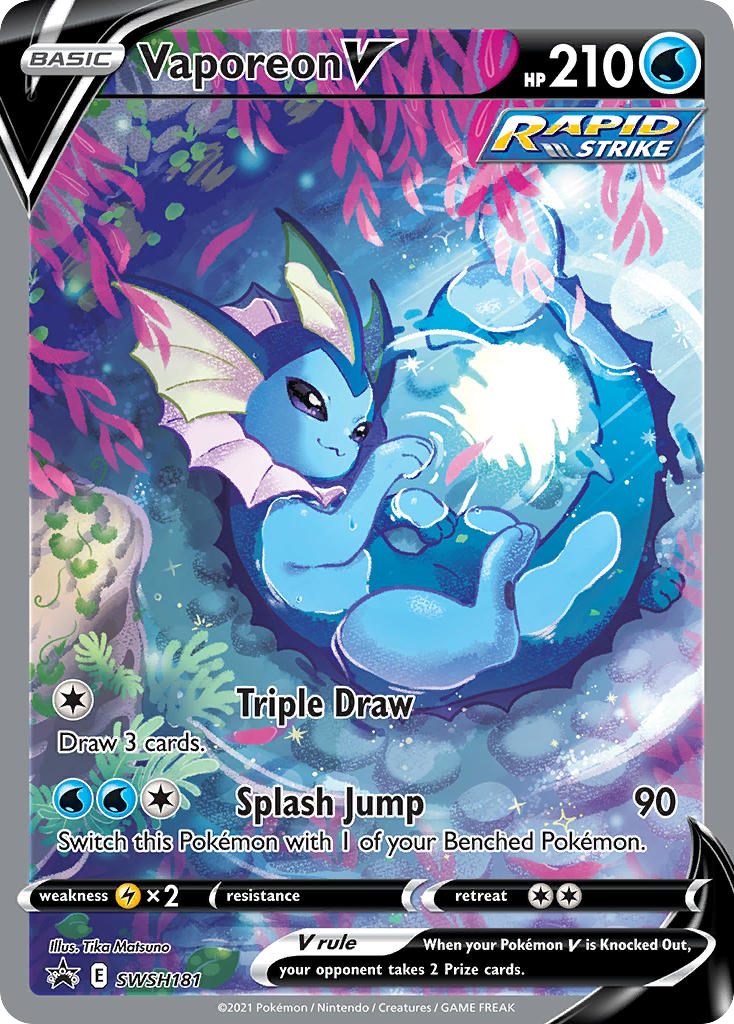 BASIC
Vaporeon V
HP 210
RAPID STRIKE
Triple Draw
Draw 3 cards.
Splash Jump 90
Switch this Pokémon with 1 of your Benched Pokémon.
weakness ×2 resistance retreat
Illus. Tika Matsuno
V rule When your Pokémon V is Knocked Out,
your opponent takes 2 Prize cards.
PROMO E SWSH181
©2021 Pokémon / Nintendo / Creatures / GAME FREAK